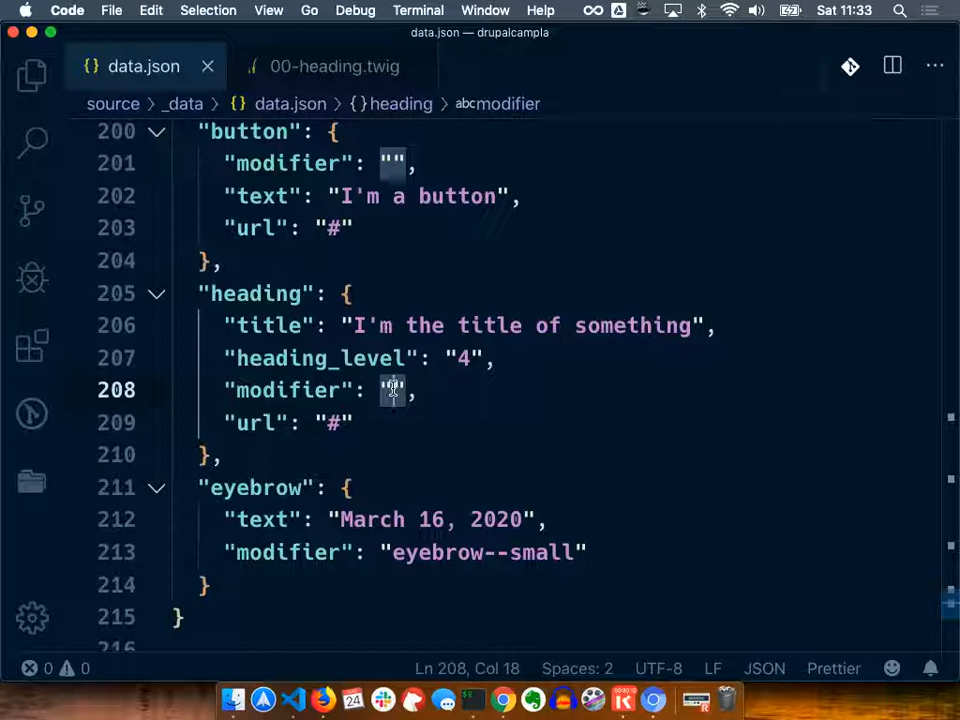 Code File Edit Selection View Go Debug Terminal Window Help Sat 11:33
data.json — drupalcampla
{} data.json 00-heading.twig
source _data {} data.json {} heading abc modifier
200 "button": {
201 "modifier": "",
202 "text": "I'm a button",
203 "url": "#"
204 },
205 "heading": {
206 "title": "I'm the title of something",
207 "heading_level": "4",
208 "modifier": "",
209 "url": "#"
210 },
211 "eyebrow": {
212 "text": "March 16, 2020",
213 "modifier": "eyebrow--small"
214 }
215 }
216
0 0 Ln 208, Col 18 Spaces: 2 UTF-8 LF JSON Prettier
24